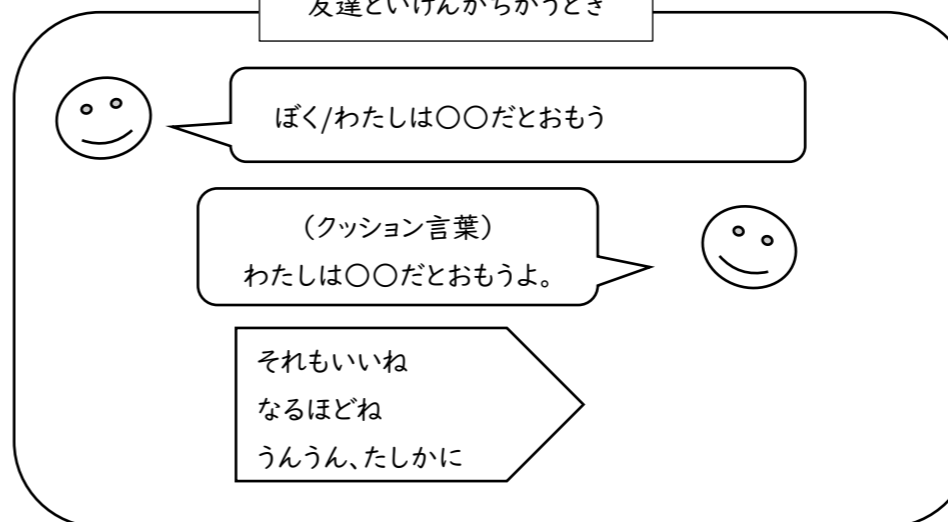 友達といけんがちがうとき
ぼく/わたしは〇〇だとおもう
(クッション言葉)
わたしは〇〇だとおもうよ。
それもいいね
なるほどね
うんうん、たしかに